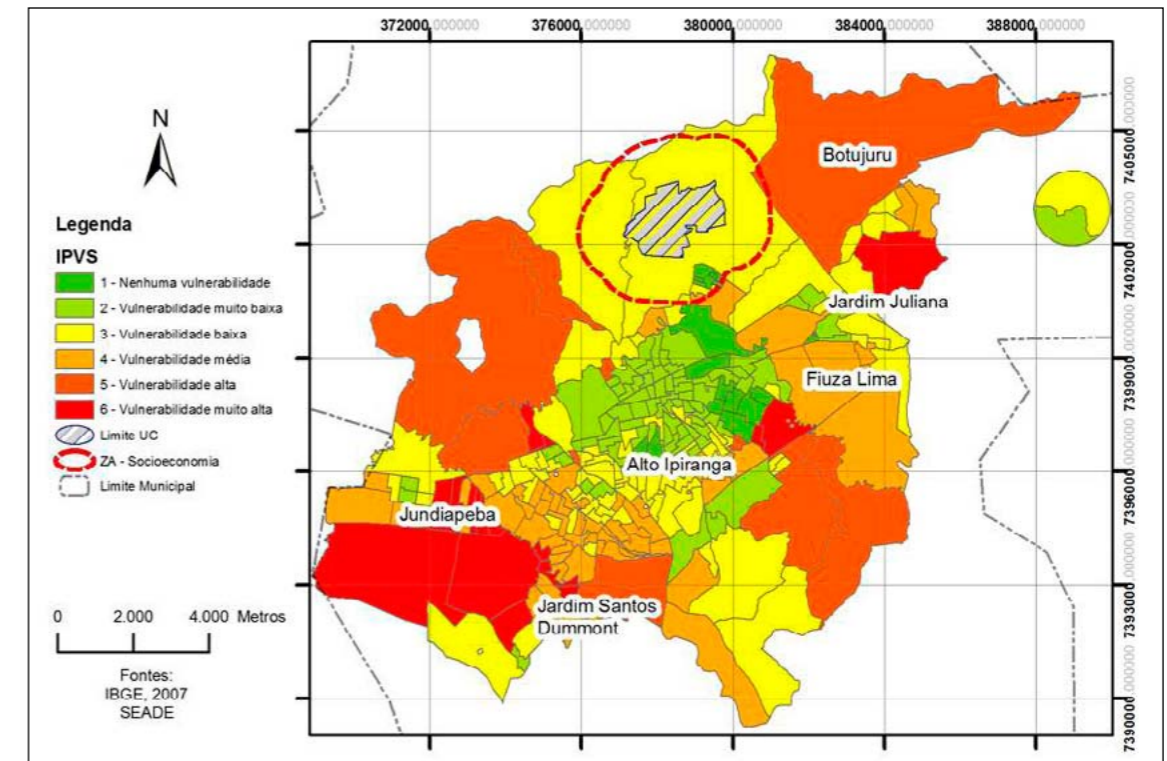 372000,000000 376000,000000 380000,000000 384000,000000 388000,000000
N
Legenda
IPVS
1 - Nenhuma vulnerabilidade
2 - Vulnerabilidade muito baixa
3 - Vulnerabilidade baixa
4 - Vulnerabilidade média
5 - Vulnerabilidade alta
6 - Vulnerabilidade muito alta
Limite UC
ZA - Socioeconomia
Limite Municipal
0 2.000 4.000 Metros
Fontes:
IBGE, 2007
SEADE
Botujuru
Jardim Juliana
Fiuza Lima
Alto Ipiranga
Jundiapeba
Jardim Santos
Dummont
7405000,000000
7402000,000000
7399000,000000
7396000,000000
7393000,000000
7390000,000000